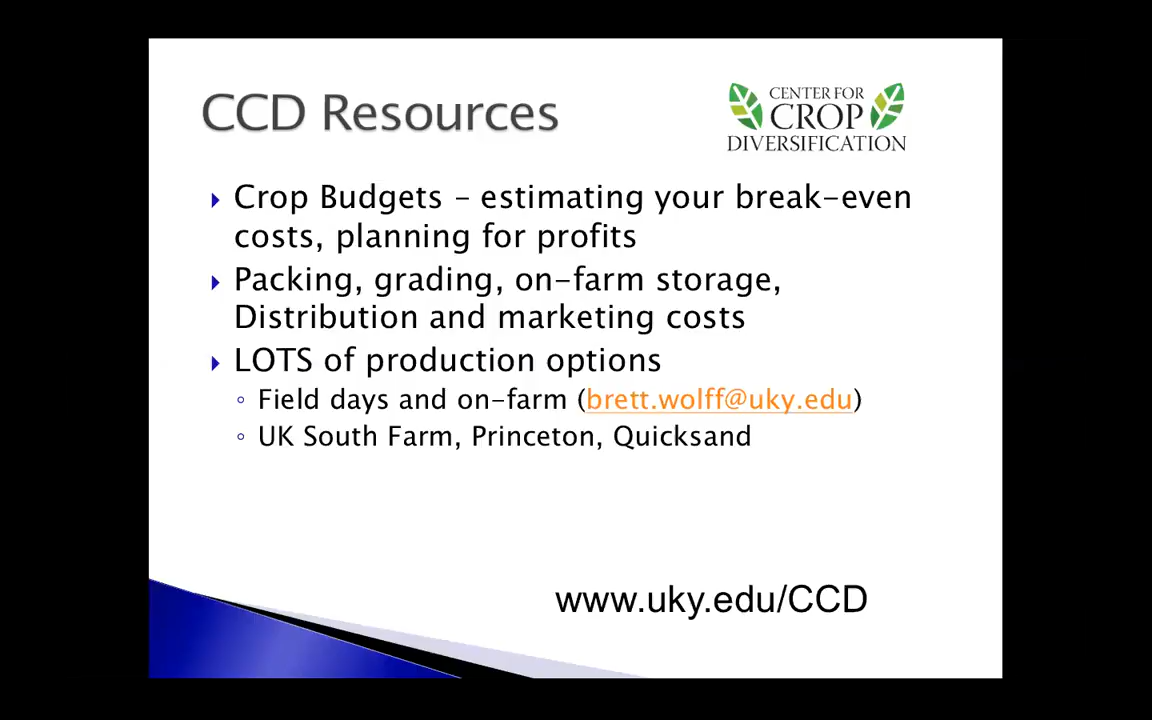 CCD Resources
CENTER FOR
CROP
DIVERSIFICATION
Crop Budgets – estimating your break-even
costs, planning for profits
Packing, grading, on-farm storage,
Distribution and marketing costs
LOTS of production options
Field days and on-farm (brett.wolff@uky.edu)
UK South Farm, Princeton, Quicksand
www.uky.edu/CCD